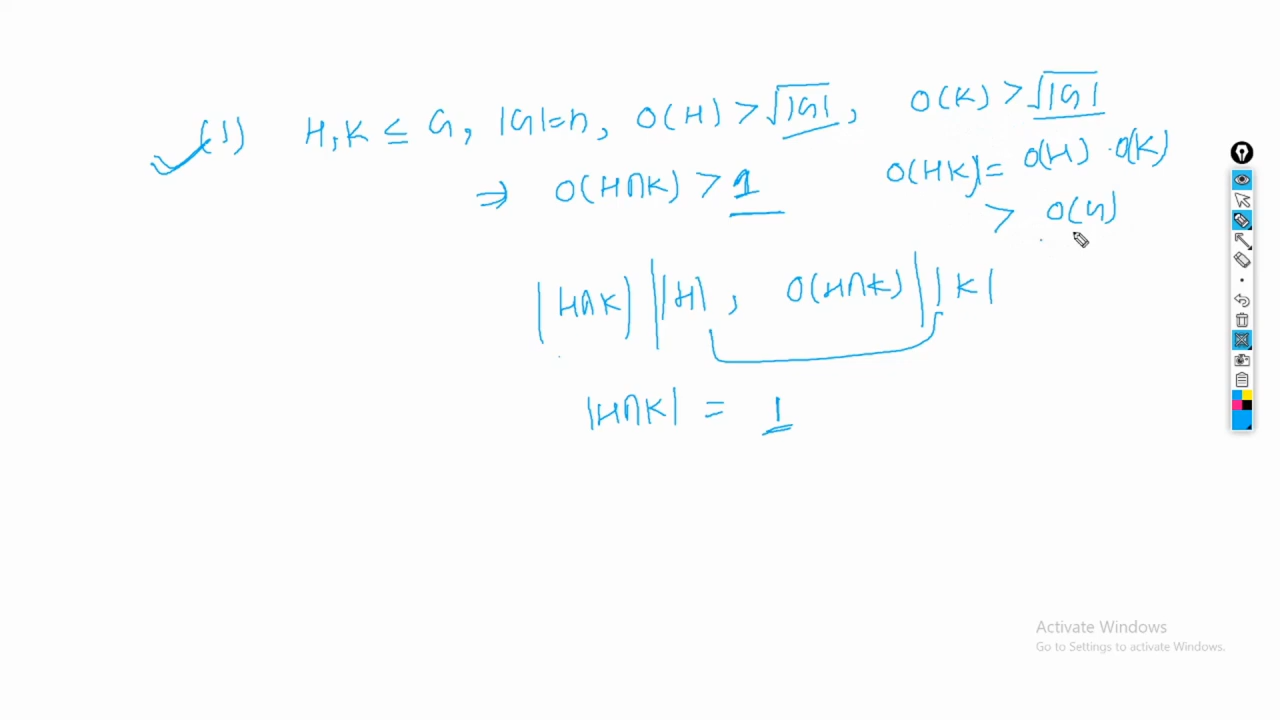 (1) H,K ≤ G, |G|=n, O(H) > √|G|, O(K) > √|G|
⇒ O(H∩K) > 1
O(HK) = O(H) · O(K)
> O(G)
|H∩K| | |H|, O(H∩K) | |K|
|H∩K| = 1
Activate Windows
Go to Settings to activate Windows.